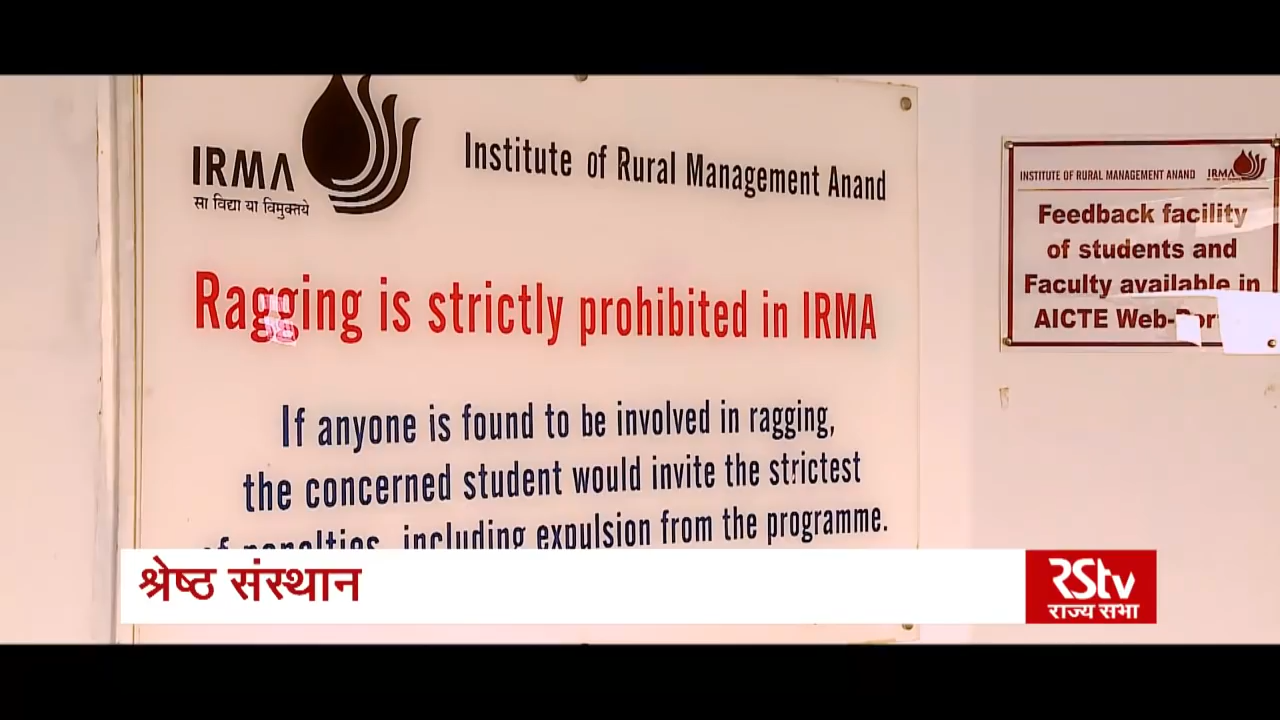 IRMA
सा विद्या या विमुक्तये
Institute of Rural Management Anand
Ragging is strictly prohibited in IRMA
If anyone is found to be involved in ragging,
the concerned student would invite the strictest
of penalties, including expulsion from the programme.
INSTITUTE OF RURAL MANAGEMENT ANAND IRMA
Feedback facility
of students and
Faculty available in
AICTE Web-
श्रेष्ठ संस्थान
RStv
राज्य सभा